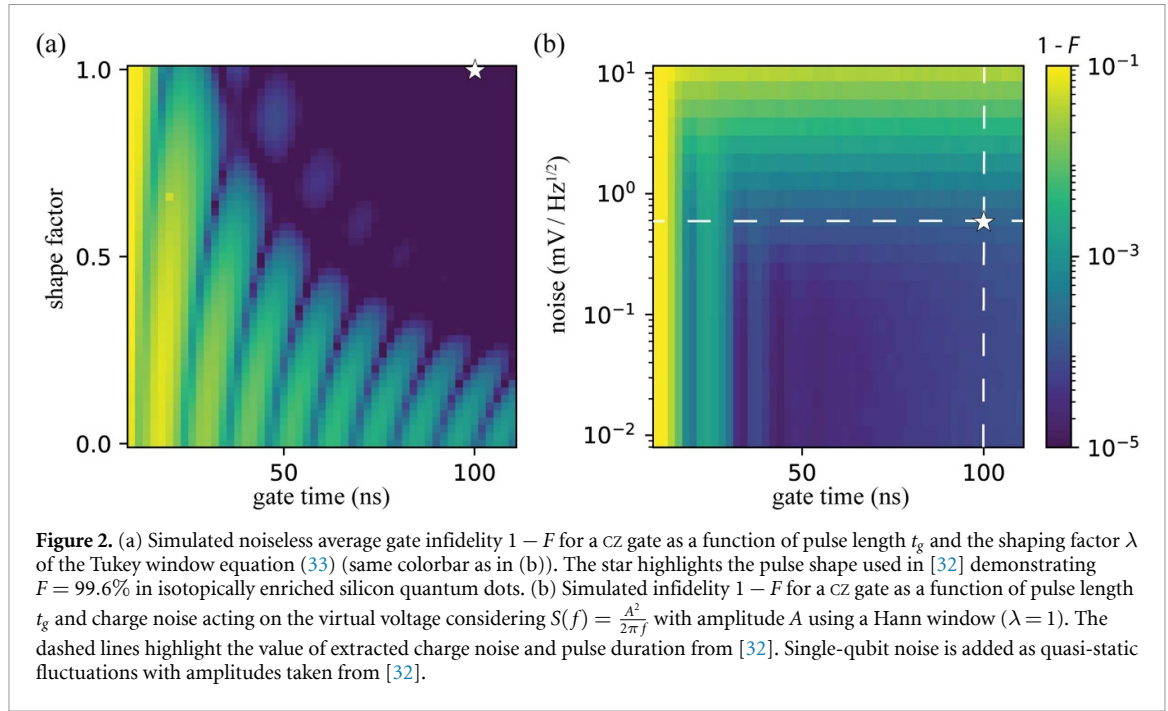 (a)
(b)
1 - F
1.0
0.5
0.0
shape factor
50
100
gate time (ns)
10¹
10⁰
10⁻¹
10⁻²
noise (mV / Hz^{1/2})
50
100
gate time (ns)
10⁻¹
10⁻³
10⁻⁵
Figure 2. (a) Simulated noiseless average gate infidelity 1 − F for a CZ gate as a function of pulse length t_g and the shaping factor λ
of the Tukey window equation (33) (same colorbar as in (b)). The star highlights the pulse shape used in [32] demonstrating
F = 99.6% in isotopically enriched silicon quantum dots. (b) Simulated infidelity 1 − F for a CZ gate as a function of pulse length
t_g and charge noise acting on the virtual voltage considering S(f) = \frac{A^2}{2πf} with amplitude A using a Hann window (λ = 1). The
dashed lines highlight the value of extracted charge noise and pulse duration from [32]. Single-qubit noise is added as quasi-static
fluctuations with amplitudes taken from [32].